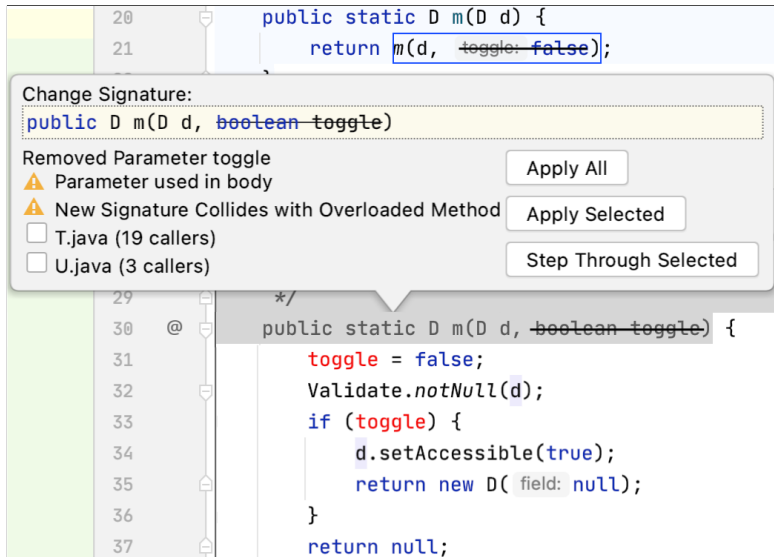 20 public static D m(D d) {
21 return m(d, toggle: false);
Change Signature:
public D m(D d, boolean toggle)
Removed Parameter toggle
Parameter used in body
New Signature Collides with Overloaded Method
T.java (19 callers)
U.java (3 callers)
Apply All
Apply Selected
Step Through Selected
29 */
30 @ public static D m(D d, boolean toggle) {
31 toggle = false;
32 Validate.notNull(d);
33 if (toggle) {
34 d.setAccessible(true);
35 return new D( field: null);
36 }
37 return null;